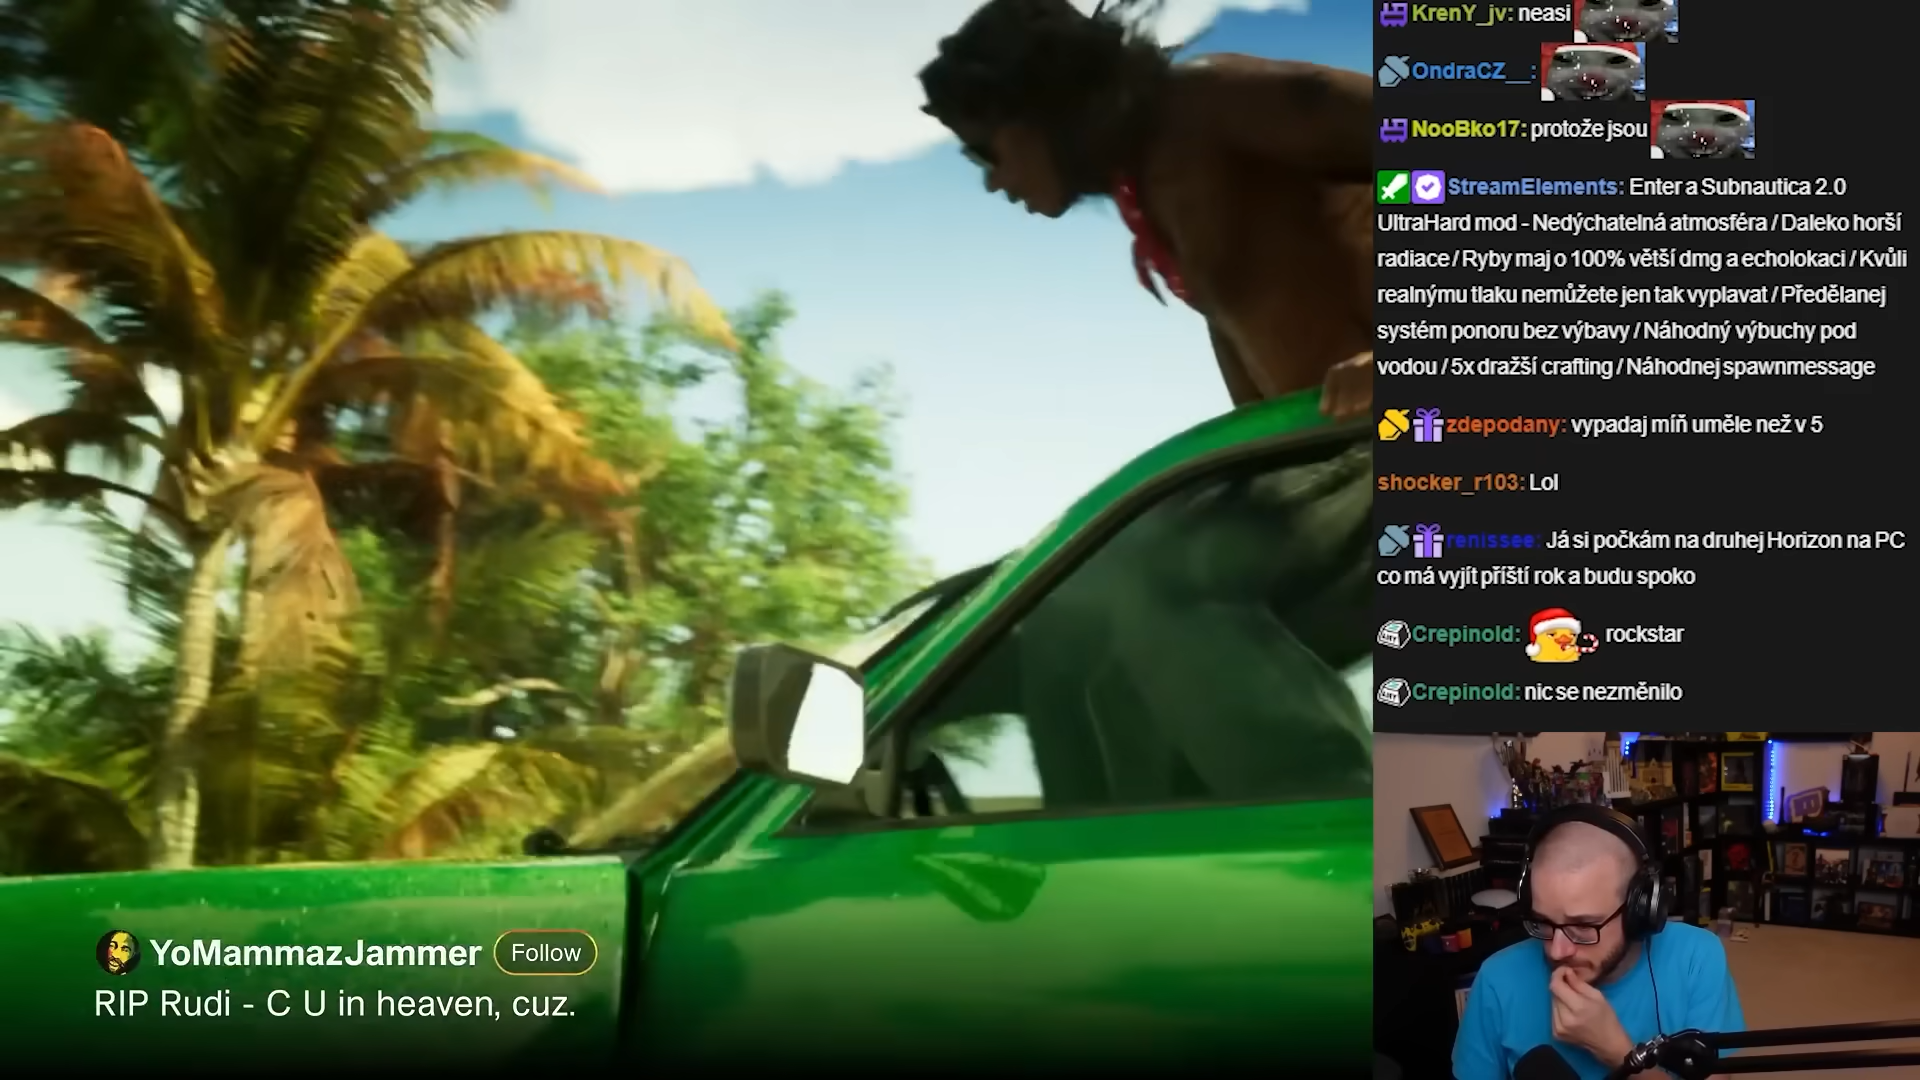 YoMammazJammer Follow
RIP Rudi - C U in heaven, cuz.
KrenY_jv: neasi
OndraCZ__:
NooBko17: protože jsou
StreamElements: Enter a Subnautica 2.0
UltraHard mod - Nedýchatelná atmosféra / Daleko horší
radiace / Ryby maj o 100% větší dmg a echolokaci / Kvůli
realnýmu tlaku nemůžete jen tak vyplavat / Předělanej
systém ponoru bez výbavy / Náhodný výbuchy pod
vodou / 5x dražší crafting / Náhodnej spawnmessage
zdepodany: vypadaj míň uměle než v 5
shocker_r103: Lol
renissee: Já si počkám na druhej Horizon na PC
co má vyjít příští rok a budu spoko
Crepinold: rockstar
Crepinold: nic se nezměnilo